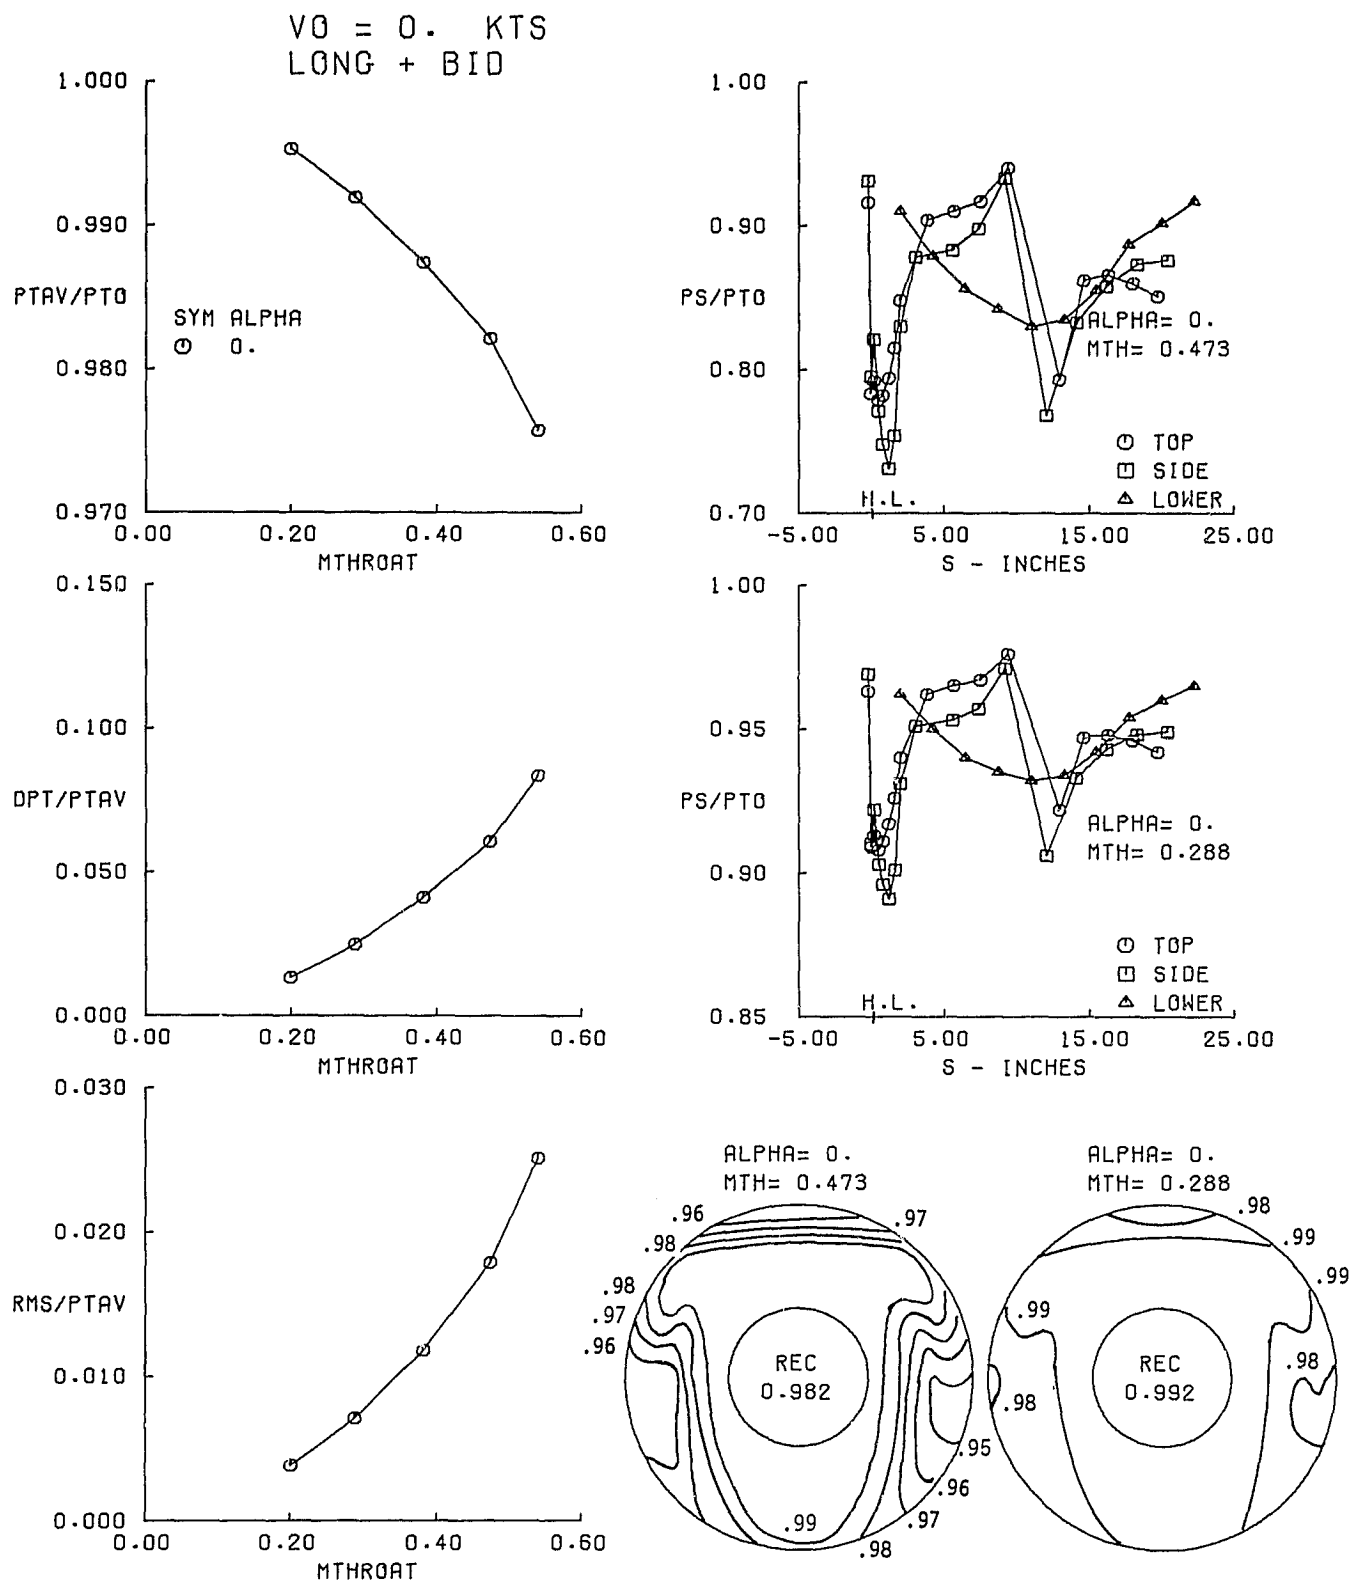 VO = 0. KTS
LONG + BID
1.000
0.990
PTAV/PTO
SYM ALPHA
0.
0.980
0.970
0.00 0.20 0.40 0.60
MTHROAT
1.00
0.90
PS/PTO
ALPHA= 0.
MTH= 0.473
0.80
TOP
SIDE
LOWER
H.L.
0.70
-5.00 5.00 15.00 25.00
S - INCHES
0.150
0.100
DPT/PTAV
0.050
0.000
0.00 0.20 0.40 0.60
MTHROAT
1.00
0.95
PS/PTO
ALPHA= 0.
MTH= 0.288
0.90
TOP
SIDE
LOWER
H.L.
0.85
-5.00 5.00 15.00 25.00
S - INCHES
0.030
0.020
RMS/PTAV
0.010
0.000
0.00 0.20 0.40 0.60
MTHROAT
ALPHA= 0.
MTH= 0.473
.96
.97
.98
.98
.97
.96
REC
0.982
.95
.96
.97
.99
.98
ALPHA= 0.
MTH= 0.288
.98
.99
.99
.99
REC
0.992
.98
.98